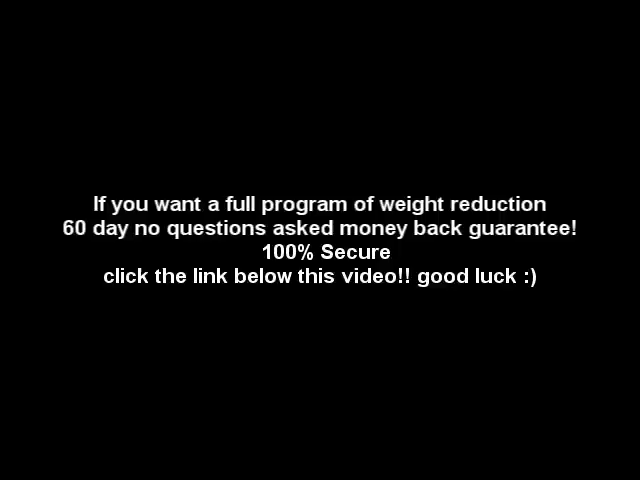 If you want a full program of weight reduction
60 day no questions asked money back guarantee!
100% Secure
click the link below this video!! good luck :)